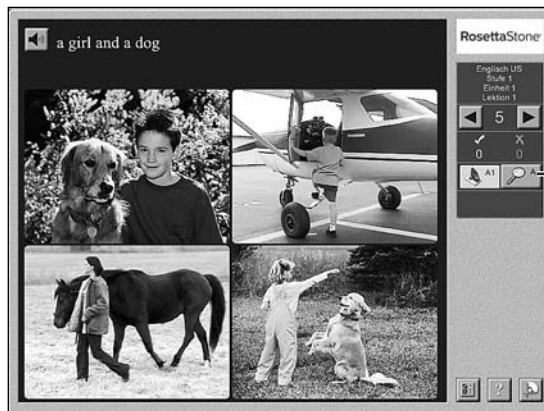 a girl and a dog
RosettaStone
Englisch US
Stufe 1
Einheit 1
Lektion 1
5
✓ X
0 0
A1 A
?